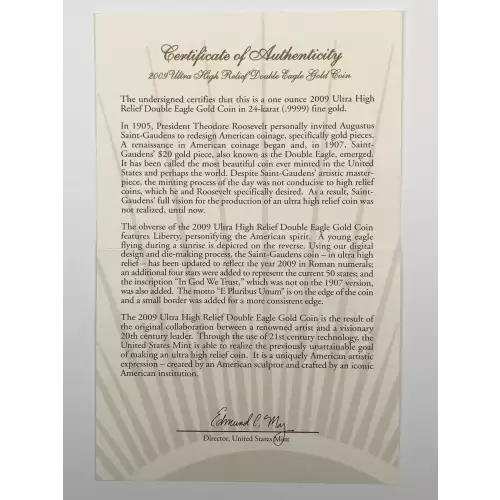 Certificate of Authenticity
2009 Ultra High Relief Double Eagle Gold Coin
The undersigned certifies that this is a one ounce 2009 Ultra High
Relief Double Eagle Gold Coin in 24-karat (.9999) fine gold.
In 1905, President Theodore Roosevelt personally invited Augustus
Saint-Gaudens to redesign American coinage, specifically gold pieces.
A renaissance in American coinage began and, in 1907, Saint-
Gaudens' $20 gold piece, also known as the Double Eagle, emerged.
It has been called the most beautiful coin ever minted in the United
States and perhaps the world. Despite Saint-Gaudens' artistic master-
piece, the minting process of the day was not conducive to high relief
coins, which he and Roosevelt specifically desired. As a result, Saint-
Gaudens' full vision for the production of an ultra high relief coin was
not realized, until now.
The obverse of the 2009 Ultra High Relief Double Eagle Gold Coin
features Liberty, personifying the American spirit. A young eagle
flying during a sunrise is depicted on the reverse. Using our digital
design and die-making process, the Saint-Gaudens coin – in ultra high
relief – has been updated to reflect the year 2009 in Roman numerals;
an additional four stars were added to represent the current 50 states; and
the inscription "In God We Trust," which was not on the 1907 version,
was also added. The motto "E Pluribus Unum" is on the edge of the coin
and a small border was added for a more consistent edge.
The 2009 Ultra High Relief Double Eagle Gold Coin is the result of
the original collaboration between a renowned artist and a visionary
20th century leader. Through the use of 21st century technology, the
United States Mint is able to realize the previously unattainable goal
of making an ultra high relief coin. It is a uniquely American artistic
expression – created by an American sculptor and crafted by an iconic
American institution.
Edmund C. Moy
Director, United States Mint